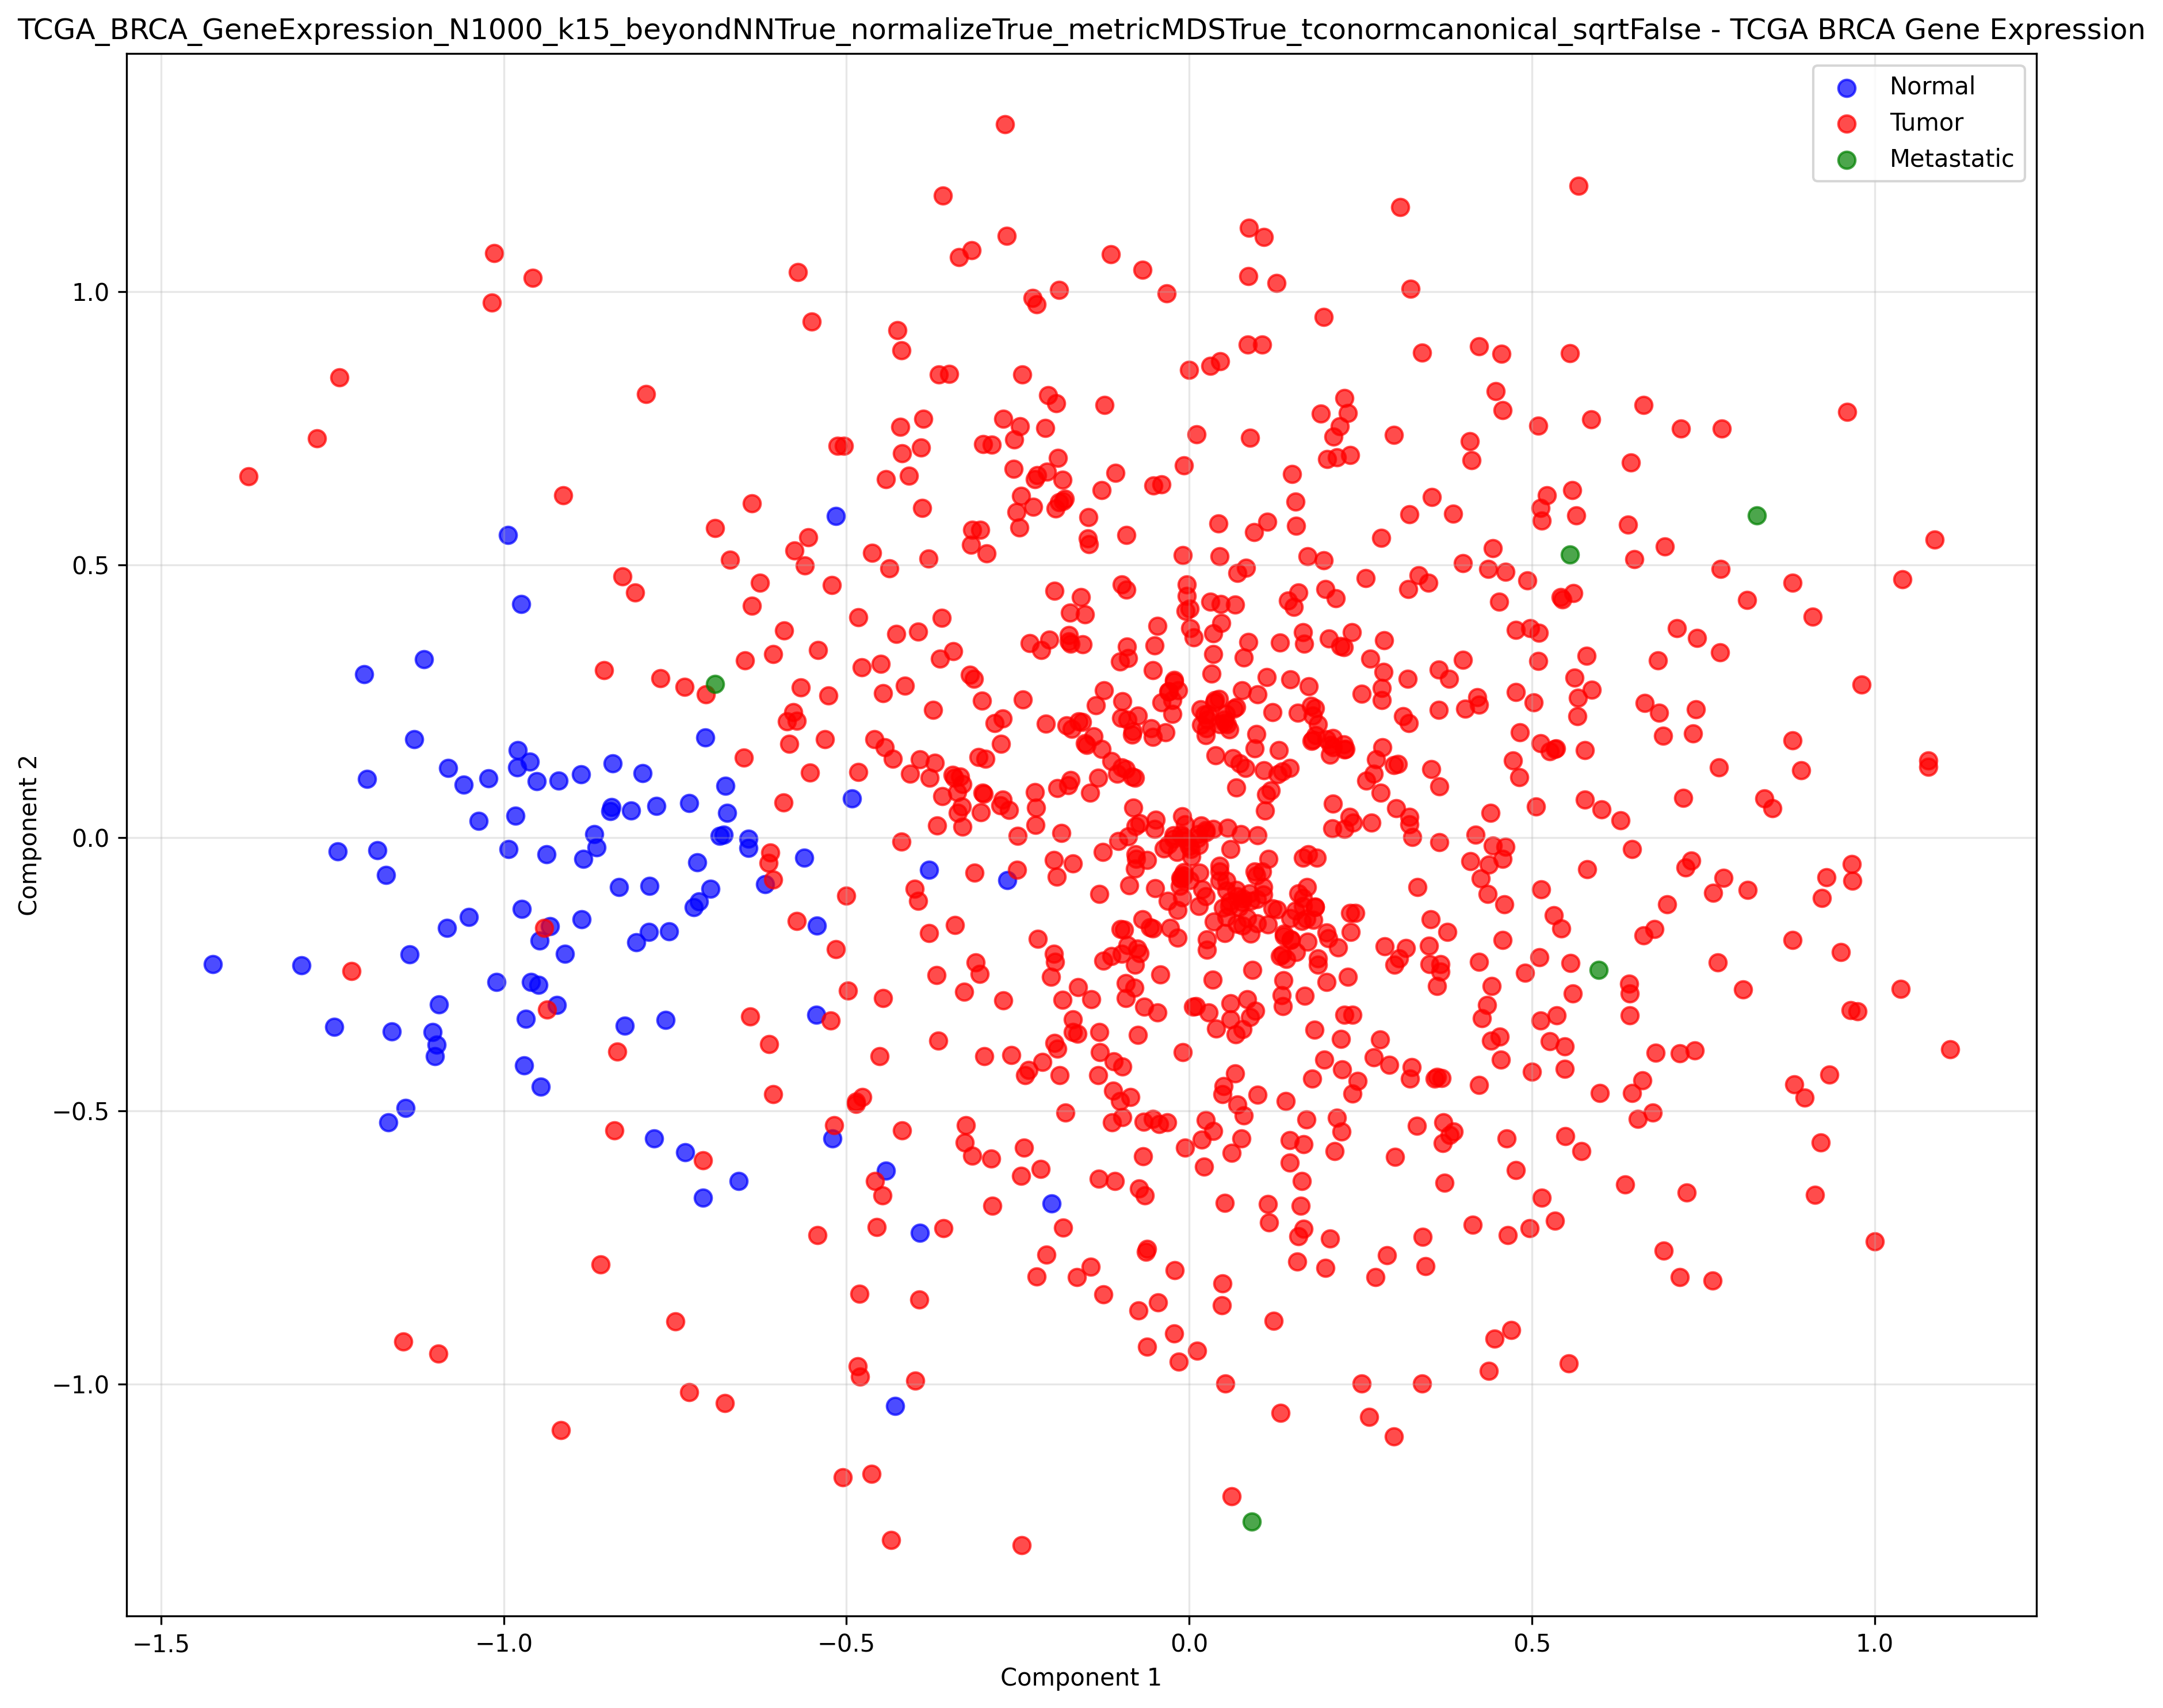 TCGA_BRCA_GeneExpression_N1000_k15_beyondNNTrue_normalizeTrue_metricMDSTrue_tconormcanonical_sqrtFalse - TCGA BRCA Gene Expression
Normal
Tumor
Metastatic
1.0
0.5
0.0
−0.5
−1.0
Component 2
−1.5
−1.0
−0.5
0.0
0.5
1.0
Component 1